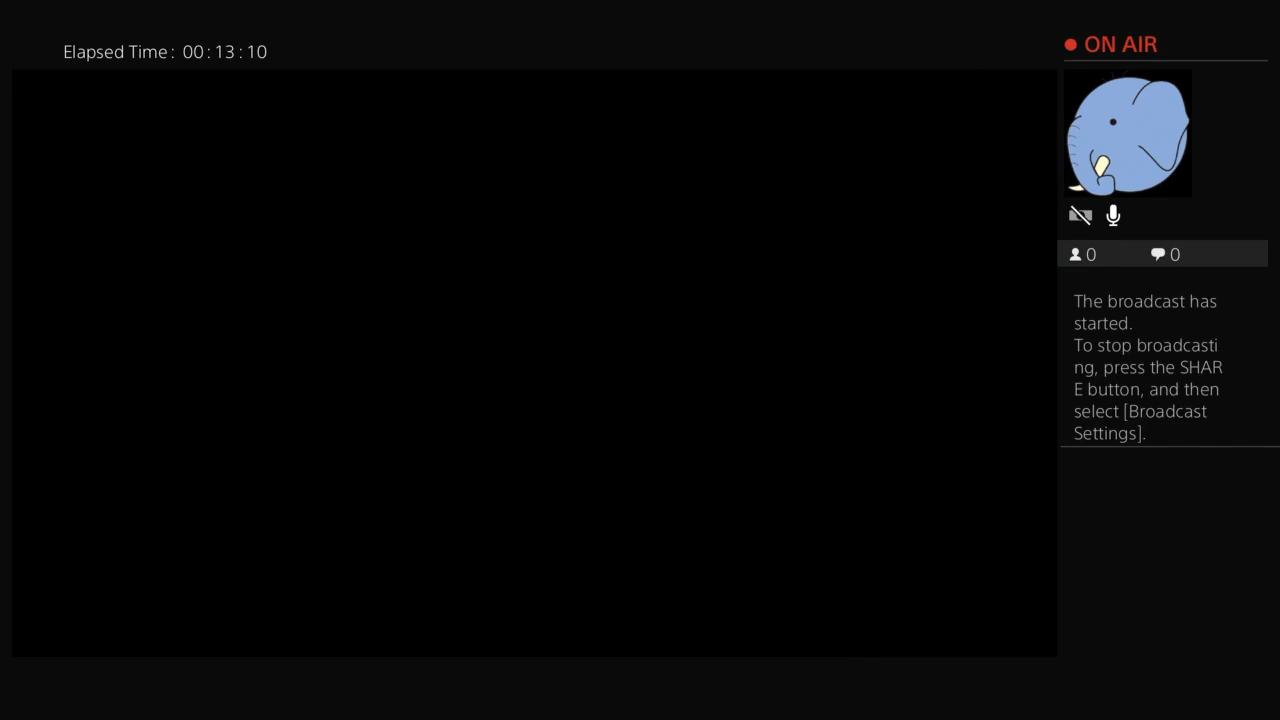 Elapsed Time: 00:13:10
ON AIR
0 0
The broadcast has
started.
To stop broadcasti
ng, press the SHAR
E button, and then
select [Broadcast
Settings].